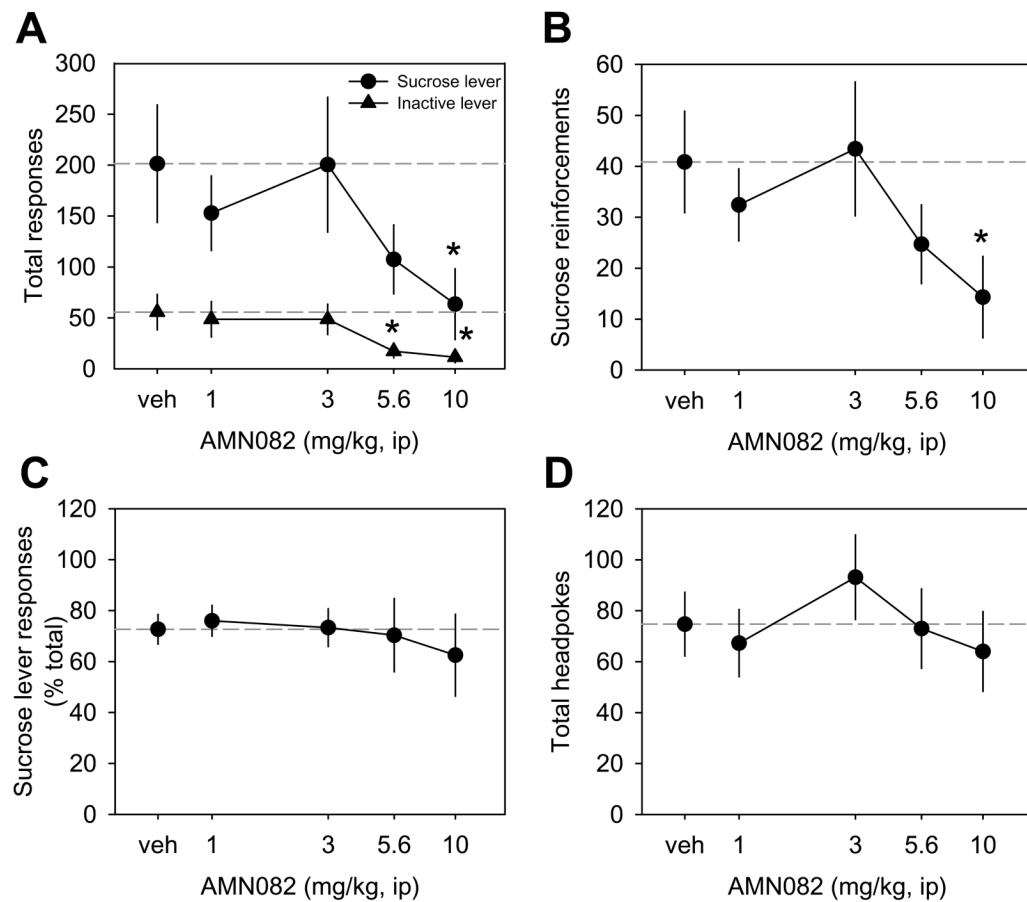 A
Total responses
300
250
200
150
100
50
0
Sucrose lever
Inactive lever
*
*
*
veh 1 3 5.6 10
AMN082 (mg/kg, ip)
B
Sucrose reinforcements
60
50
40
30
20
10
0
*
veh 1 3 5.6 10
AMN082 (mg/kg, ip)
C
Sucrose lever responses
(% total)
120
100
80
60
40
20
0
veh 1 3 5.6 10
AMN082 (mg/kg, ip)
D
Total headpokes
120
100
80
60
40
20
0
veh 1 3 5.6 10
AMN082 (mg/kg, ip)